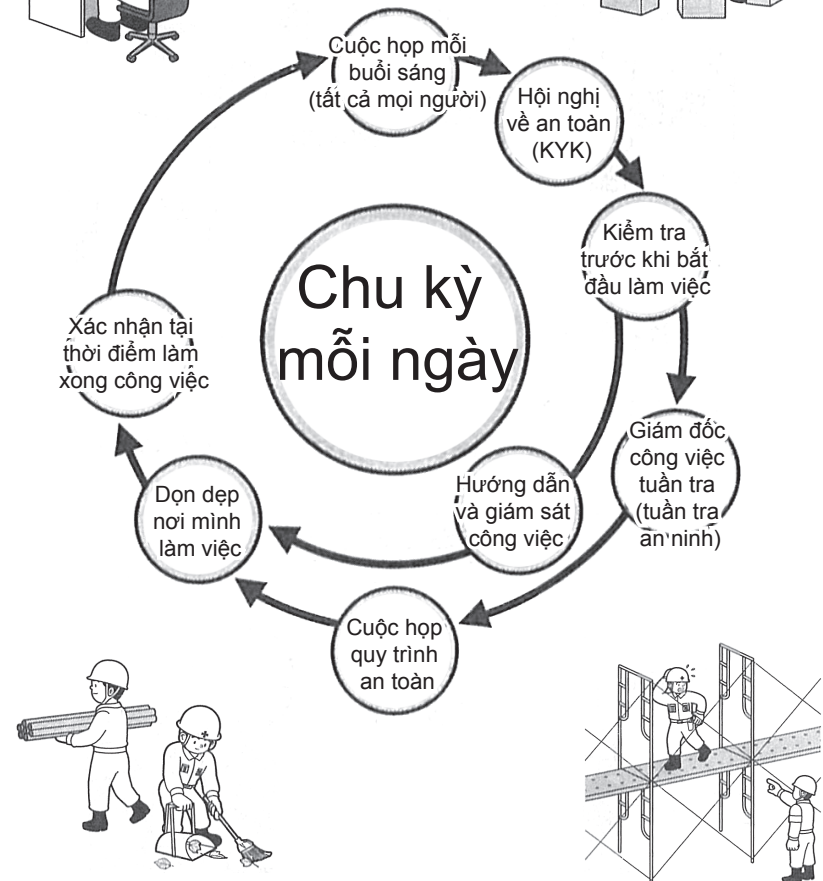 Cuộc họp mỗi
buổi sáng
(tất cả mọi người)
Hội nghị
về an toàn
(KYK)
Kiểm tra
trước khi bắt
đầu làm việc
Chu kỳ
mỗi ngày
Xác nhận tại
thời điểm làm
xong công việc
Giám đốc
công việc
tuần tra
(tuần tra
an ninh)
Hướng dẫn
và giám sát
công việc
Dọn dẹp
nơi mình
làm việc
Cuộc họp
quy trình
an toàn